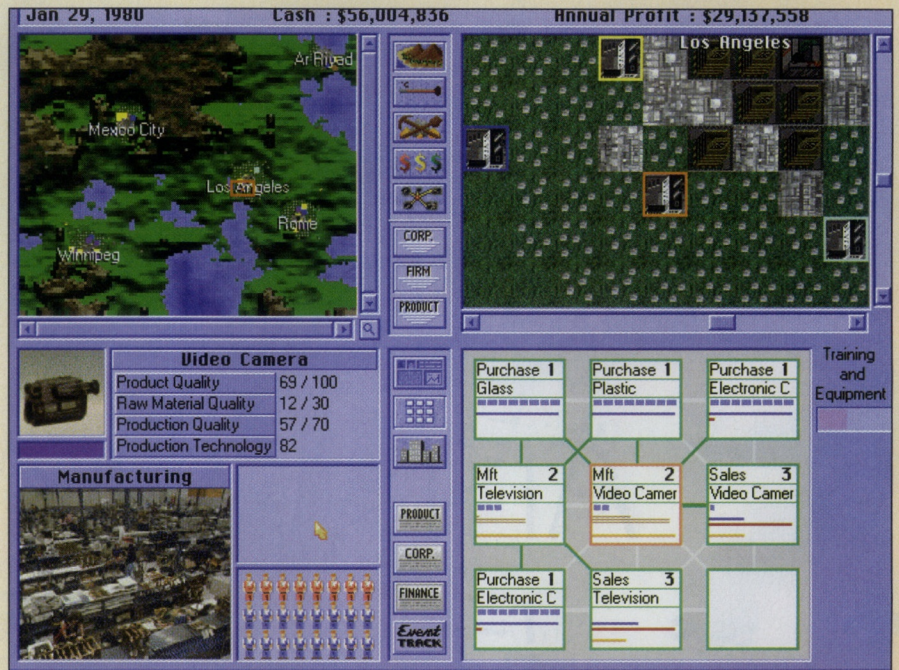 Jan 29, 1980 Cash : $56,004,836 Annual Profit : $29,137,558
Ar Riyad
Mexico City
Los Angeles
Rome
Winnipeg
CORP.
FIRM
PRODUCT
Los Angeles
Video Camera
Product Quality 69 / 100
Raw Material Quality 12 / 30
Production Quality 57 / 70
Production Technology 82
Manufacturing
$ $ $
PRODUCT
CORP.
FINANCE
Event
TRACK
Purchase 1
Glass
Purchase 1
Plastic
Purchase 1
Electronic C
Mft 2
Television
Mft 2
Video Camer
Sales 3
Video Camer
Purchase 1
Electronic C
Sales 3
Television
Training
and
Equipment